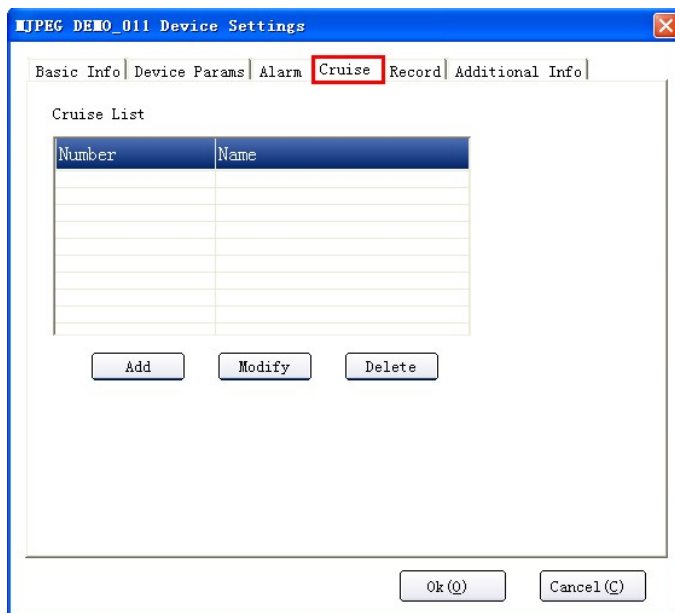 MJPEG DEMO_011 Device Settings
Basic Info Device Params Alarm Cruise Record Additional Info
Cruise List
Number Name
Add Modify Delete
Ok(O) Cancel(C)